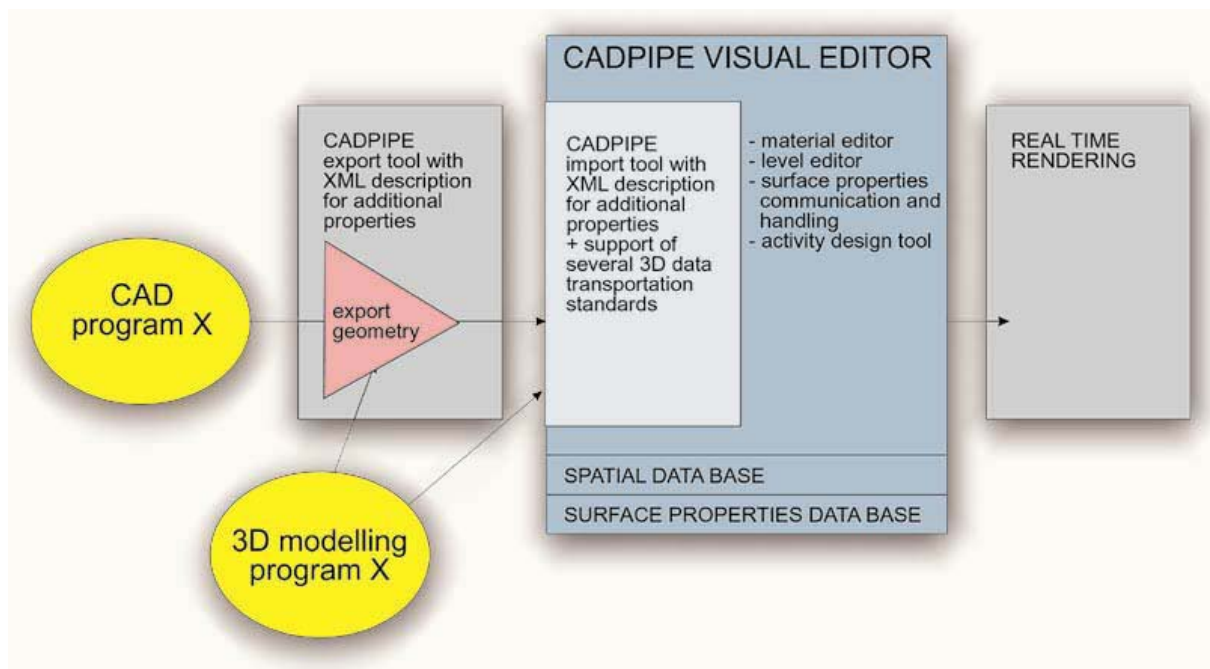 CADPIPE VISUAL EDITOR
CADPIPE
export tool with
XML description
for additional
properties
CADPIPE
import tool with
XML description
for additional
properties
+ support of
several 3D data
transportation
standards
- material editor
- level editor
- surface properties
communication and
handling
- activity design tool
REAL TIME
RENDERING
CAD
program X
export
geometry
3D modelling
program X
SPATIAL DATA BASE
SURFACE PROPERTIES DATA BASE